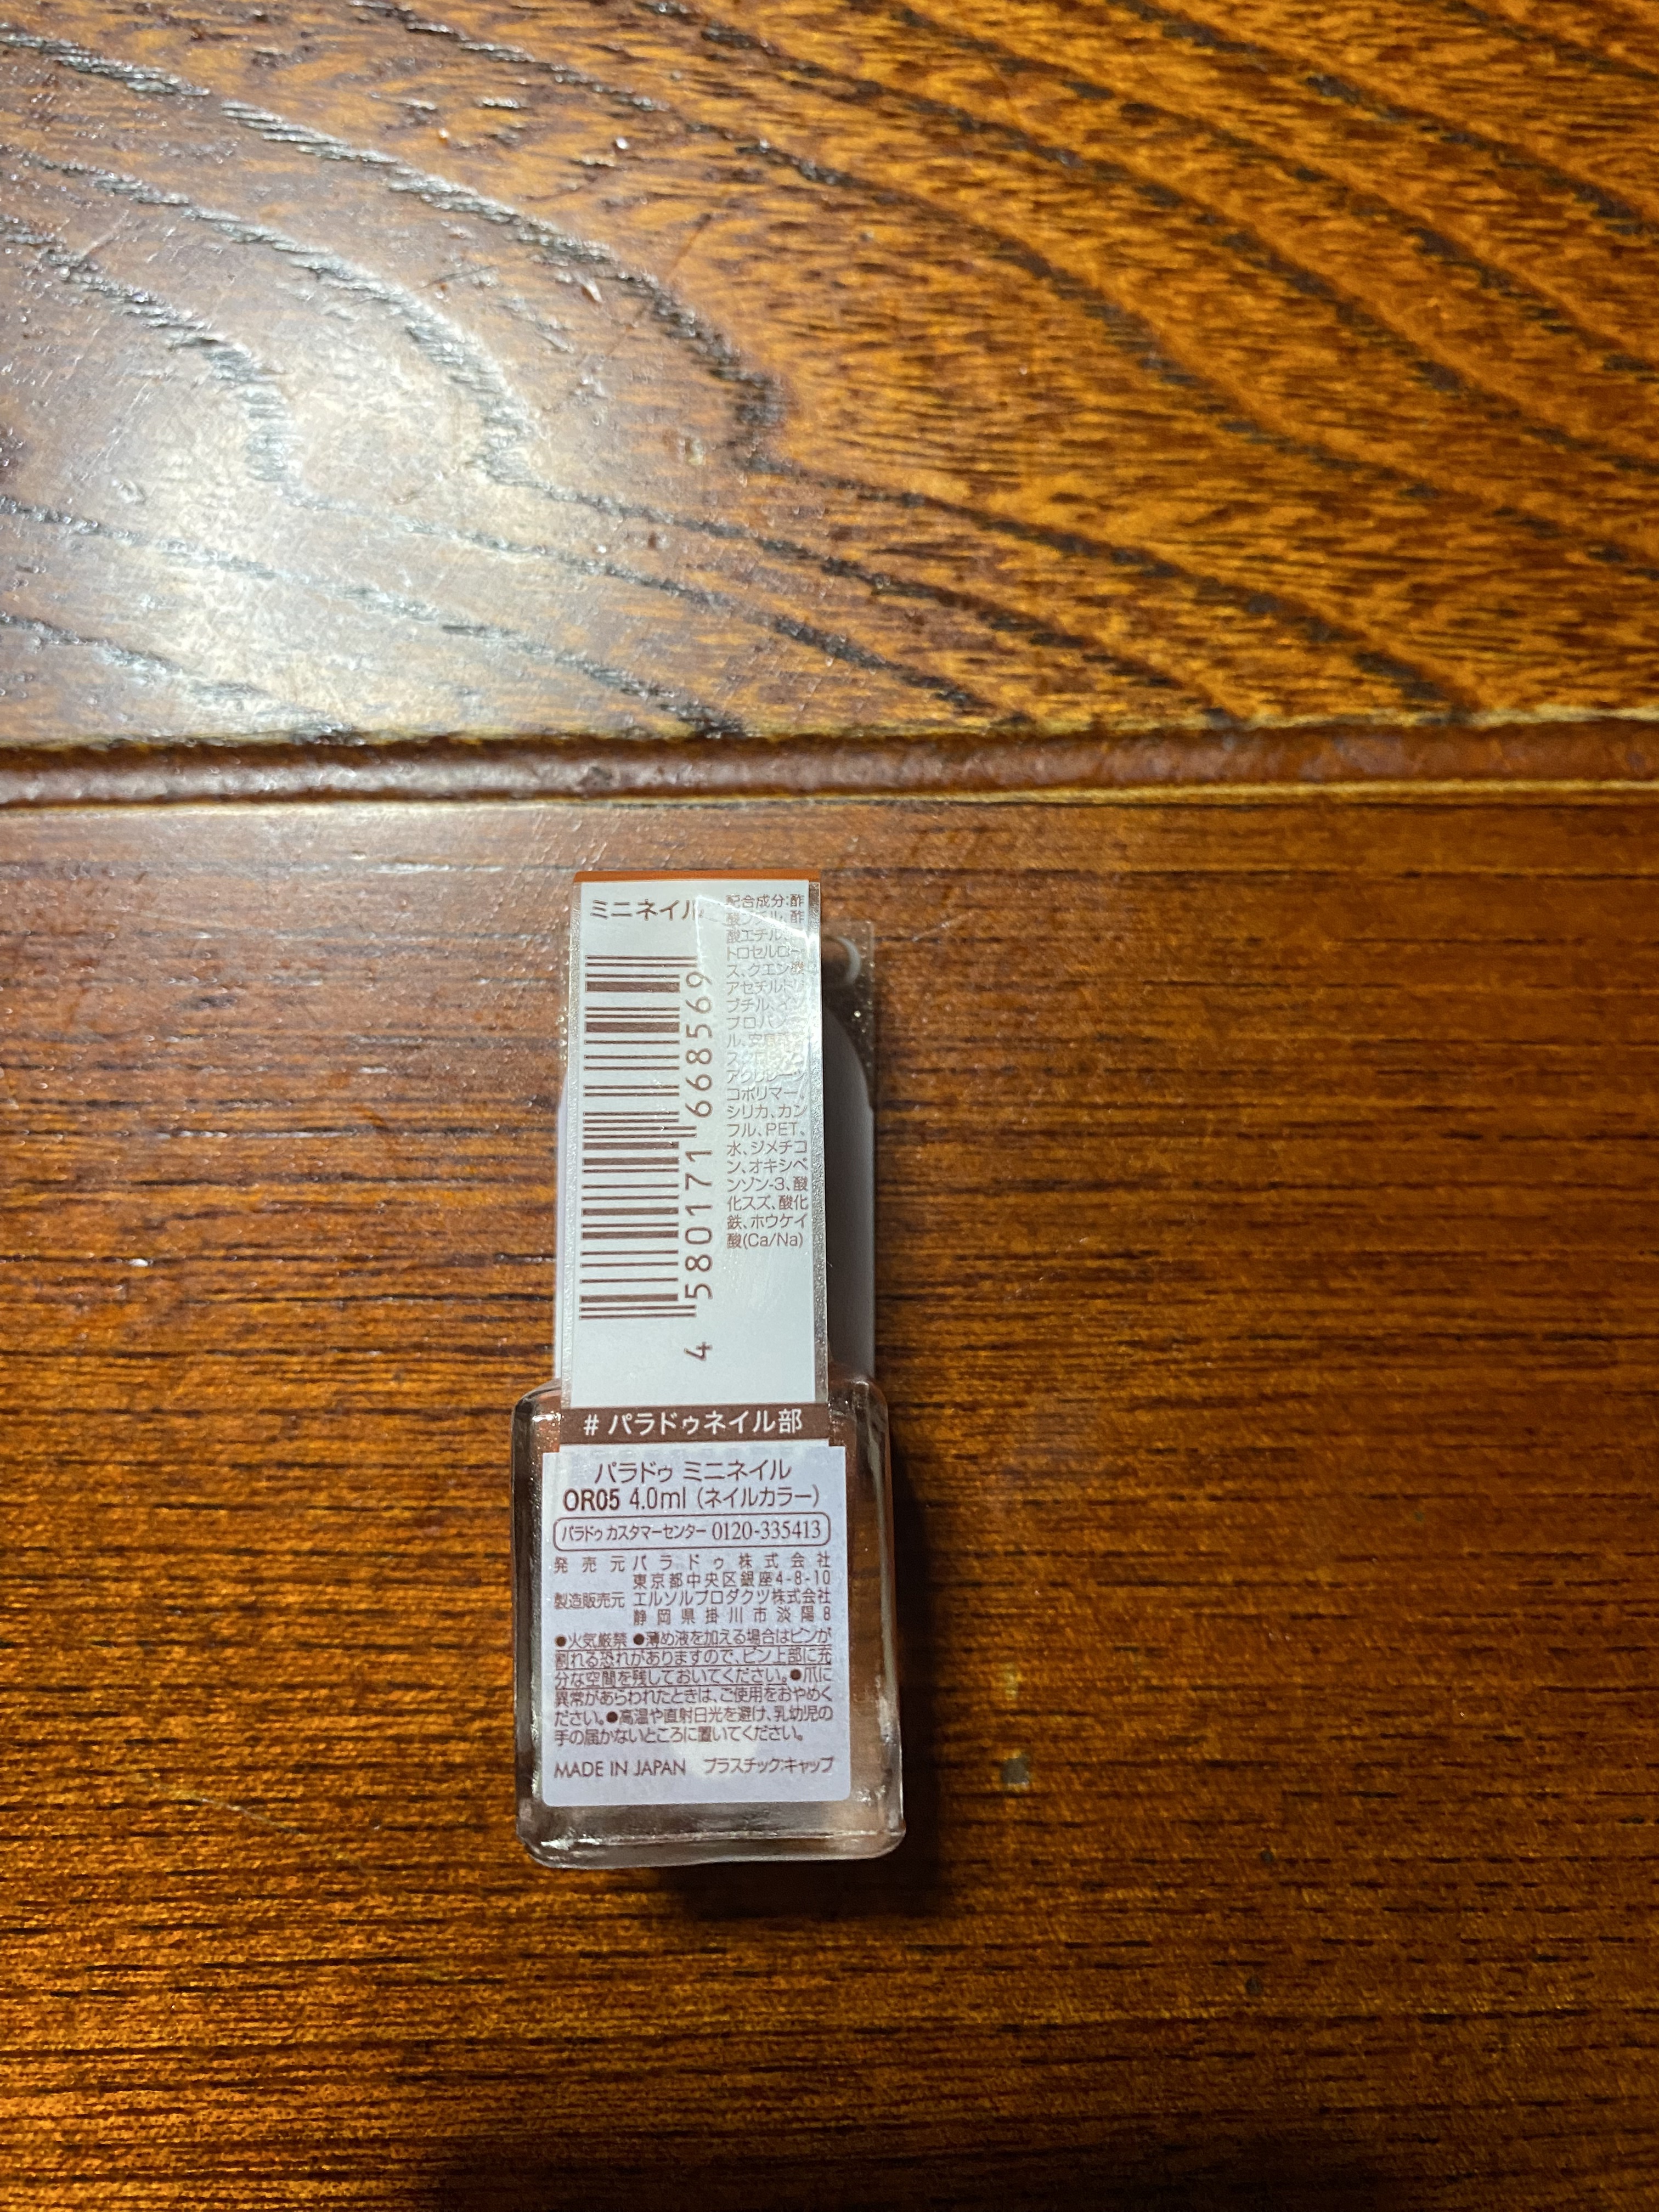 ミニネイル
4 580171 668569
配合成分:酢
酸ブチル、酢
酸エチル、
トロセルロー
ス、クエン酸
アセチルトリ
ブチル、イソ
プロパノー
ル、
アクリレーツ
コポリマー、
シリカ、カン
フル、PET、
水、ジメチコ
ン、オキシベ
ンゾン-3、酸
化スズ、酸化
鉄、ホウケイ
酸(Ca/Na)
# パラドゥネイル部
パラドゥ ミニネイル
OR05 4.0ml (ネイルカラー)
パラドゥ カスタマーセンター 0120-335413
発売元 パラドゥ株式会社
東京都中央区銀座4-8-10
製造販売元 エルソルプロダクツ株式会社
静岡県掛川市淡陽8
●火気厳禁 ●薄め液を加える場合はビンが
割れる恐れがありますので、ビン上部に充
分な空間を残しておいてください。●爪に
異常があらわれたときは、ご使用をおやめく
ださい。●高温や直射日光を避け、乳幼児の
手の届かないところに置いてください。
MADE IN JAPAN プラスチック:キャップ